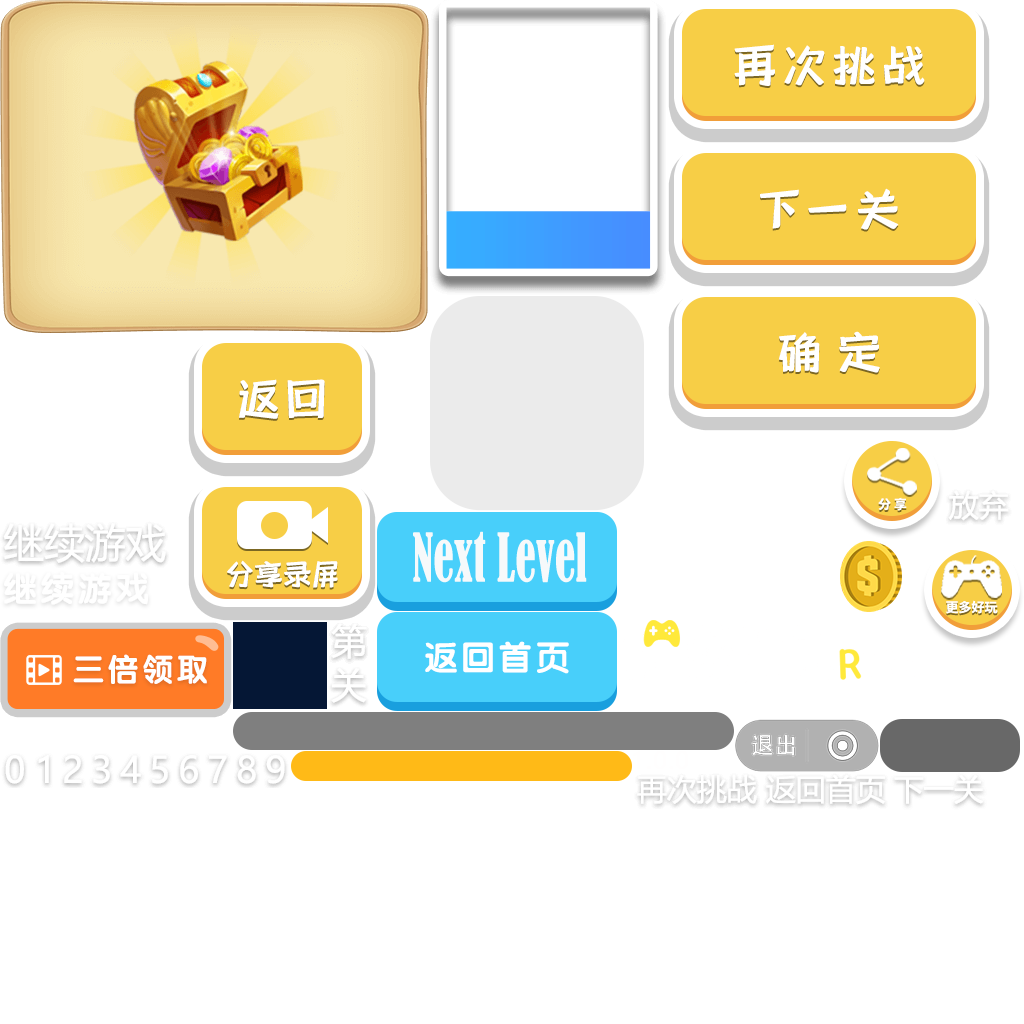 再次挑战
下一关
确定
返回
分享
放弃
继续游戏
继续游戏
分享录屏
Next Level
更多好玩
三倍领取
第
关
返回首页
R
退出
0123456789
再次挑战 返回首页 下一关